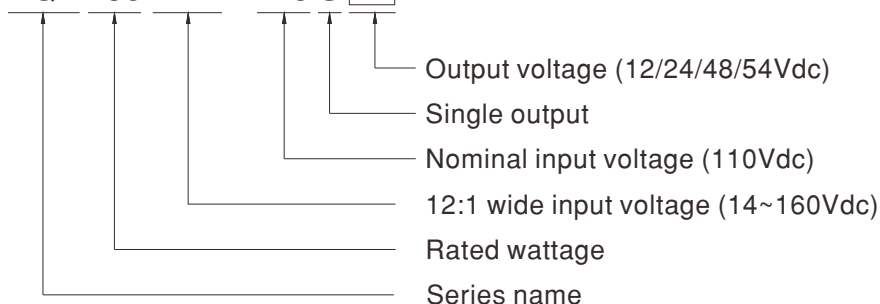 Output voltage (12/24/48/54Vdc)
Single output
Nominal input voltage (110Vdc)
12:1 wide input voltage (14~160Vdc)
Rated wattage
Series name